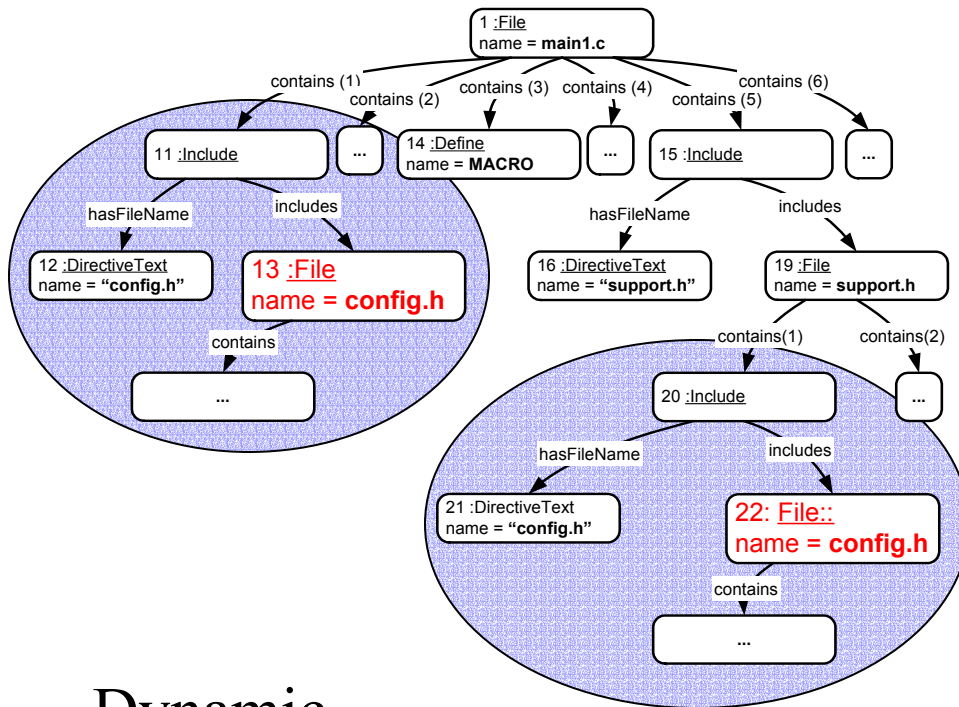 1 :File
name = main1.c
contains (1)
contains (2)
contains (3)
contains (4)
contains (5)
contains (6)
11 :Include
...
14 :Define
name = MACRO
...
15 :Include
...
hasFileName
includes
hasFileName
includes
12 :DirectiveText
name = “config.h”
13 :File
name = config.h
16 :DirectiveText
name = “support.h”
19 :File
name = support.h
contains
contains(1)
contains(2)
...
20 :Include
...
hasFileName
includes
21 :DirectiveText
name = “config.h”
22: File::
name = config.h
contains
...
Dynamic